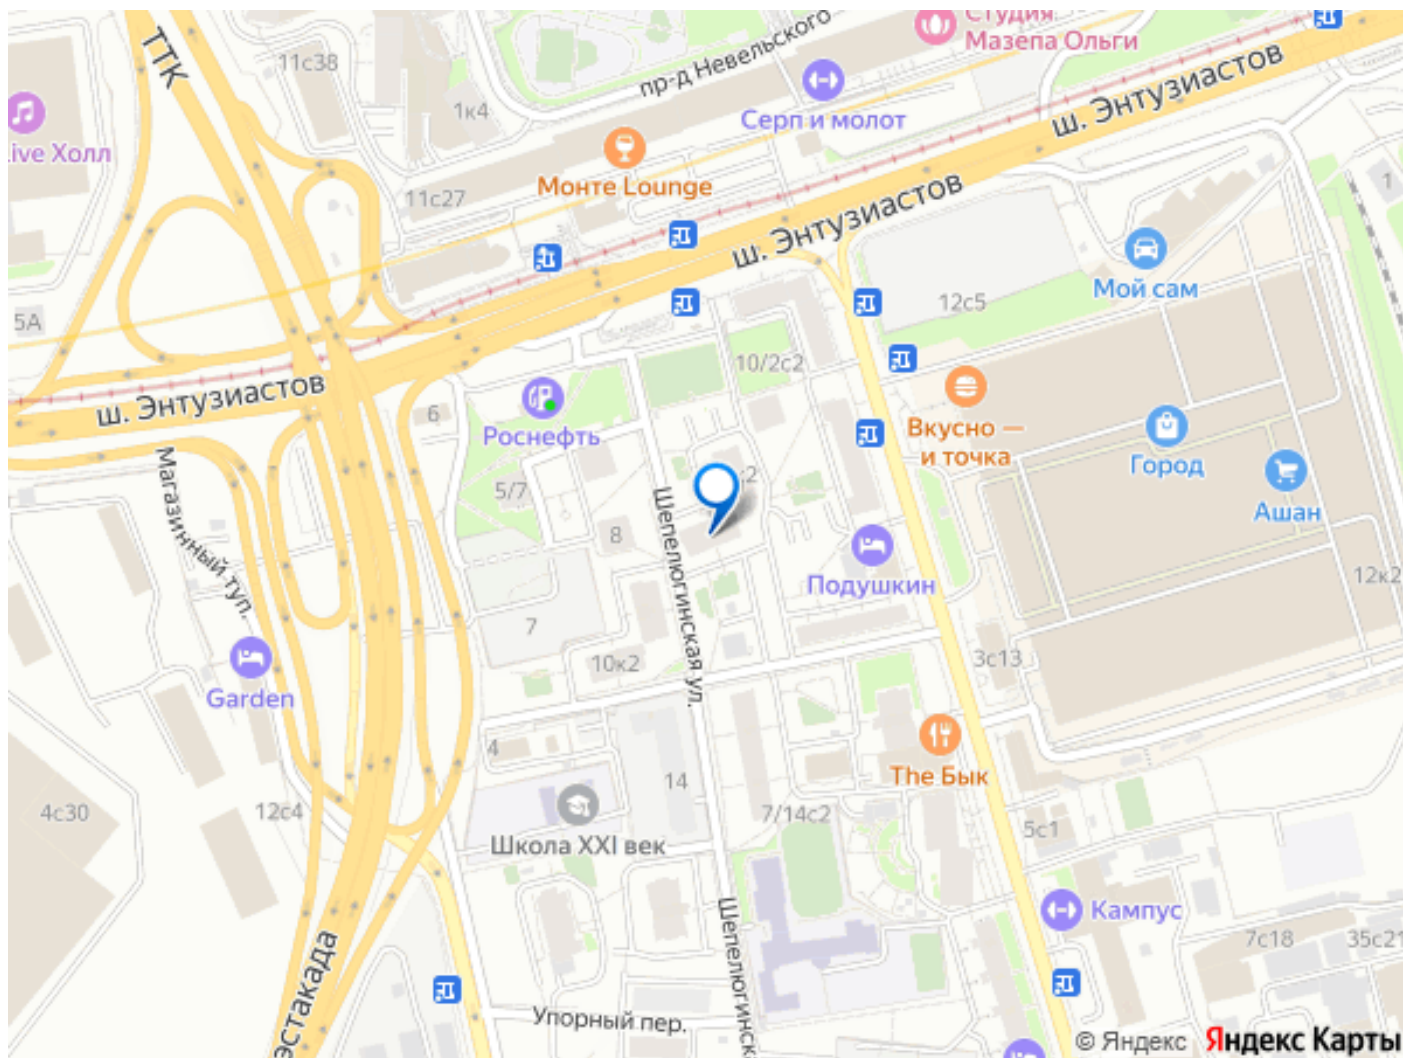 Студия
Мазепа Ольги
ТТК
11с38
пр-д Невельского
ш. Энтузиастов
1к4
Серп и молот
Live Холл
Монте Lounge
11с27
1
ш. Энтузиастов
Мой сам
12с5
5А
10/2с2
ш. Энтузиастов
6
Роснефть
Вкусно —
и точка
Город
Магазинный туп.
5/7
Шепелюгинская ул.
Ашан
8
Подушкин
12к2
7
10к2
3с13
Garden
4
14
The Бык
4с30
12с4
7/14с2
5с1
Школа XXI век
Кампус
7с18
35с21
эстакада
Упорный пер.
© Яндекс Яндекс Карты